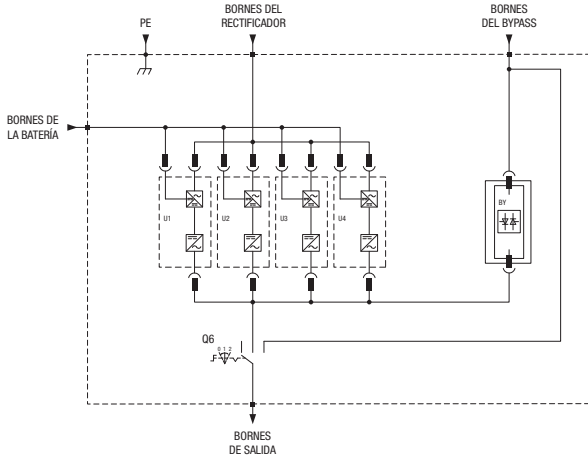 PE
BORNES DEL
RECTIFICADOR
BORNES
DEL BYPASS
BORNES DE
LA BATERÍA
U1
U2
U3
U4
BY
Q6
0 1 2
BORNES
DE SALIDA